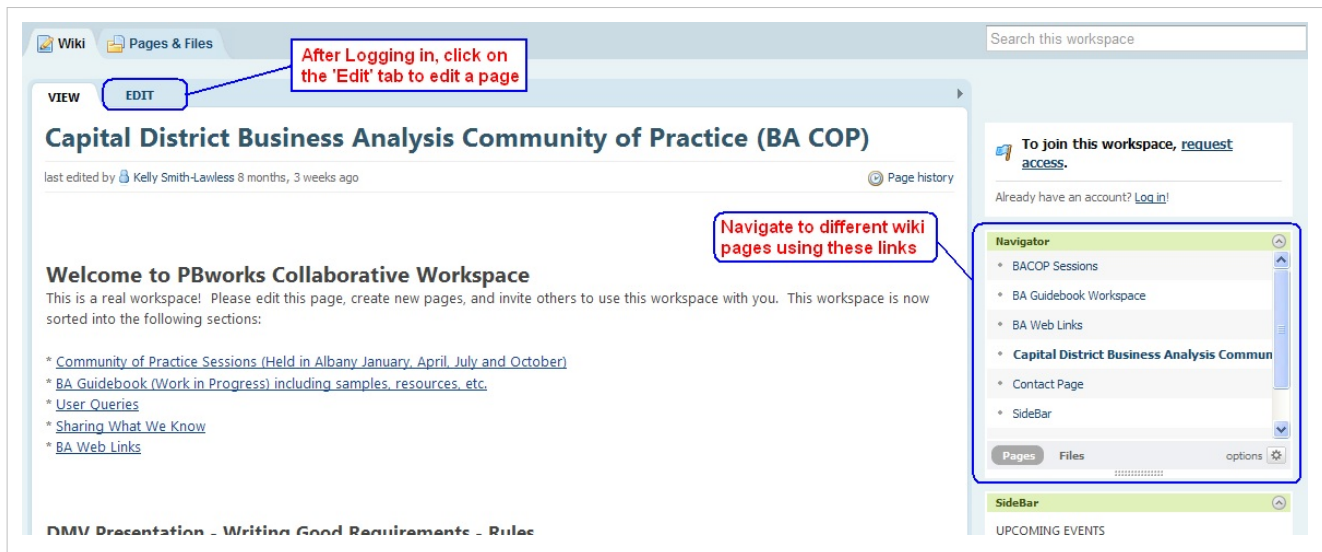 Wiki
Pages & Files
Search this workspace
After Logging in, click on
the 'Edit' tab to edit a page
VIEW
EDIT
Capital District Business Analysis Community of Practice (BA COP)
last edited by Kelly Smith-Lawless 8 months, 3 weeks ago
Page history
To join this workspace, request
access.
Already have an account? Log in!
Navigate to different wiki
pages using these links
Navigator
BACOP Sessions
BA Guidebook Workspace
BA Web Links
Capital District Business Analysis Commun
Contact Page
SideBar
Pages
Files
options
Welcome to PBworks Collaborative Workspace
This is a real workspace! Please edit this page, create new pages, and invite others to use this workspace with you. This workspace is now
sorted into the following sections:
* Community of Practice Sessions (Held in Albany January, April, July and October)
* BA Guidebook (Work in Progress) including samples, resources, etc.
* User Queries
* Sharing What We Know
* BA Web Links
DMV Presentation - Writing Good Requirements - Rules
SideBar
UPCOMING EVENTS